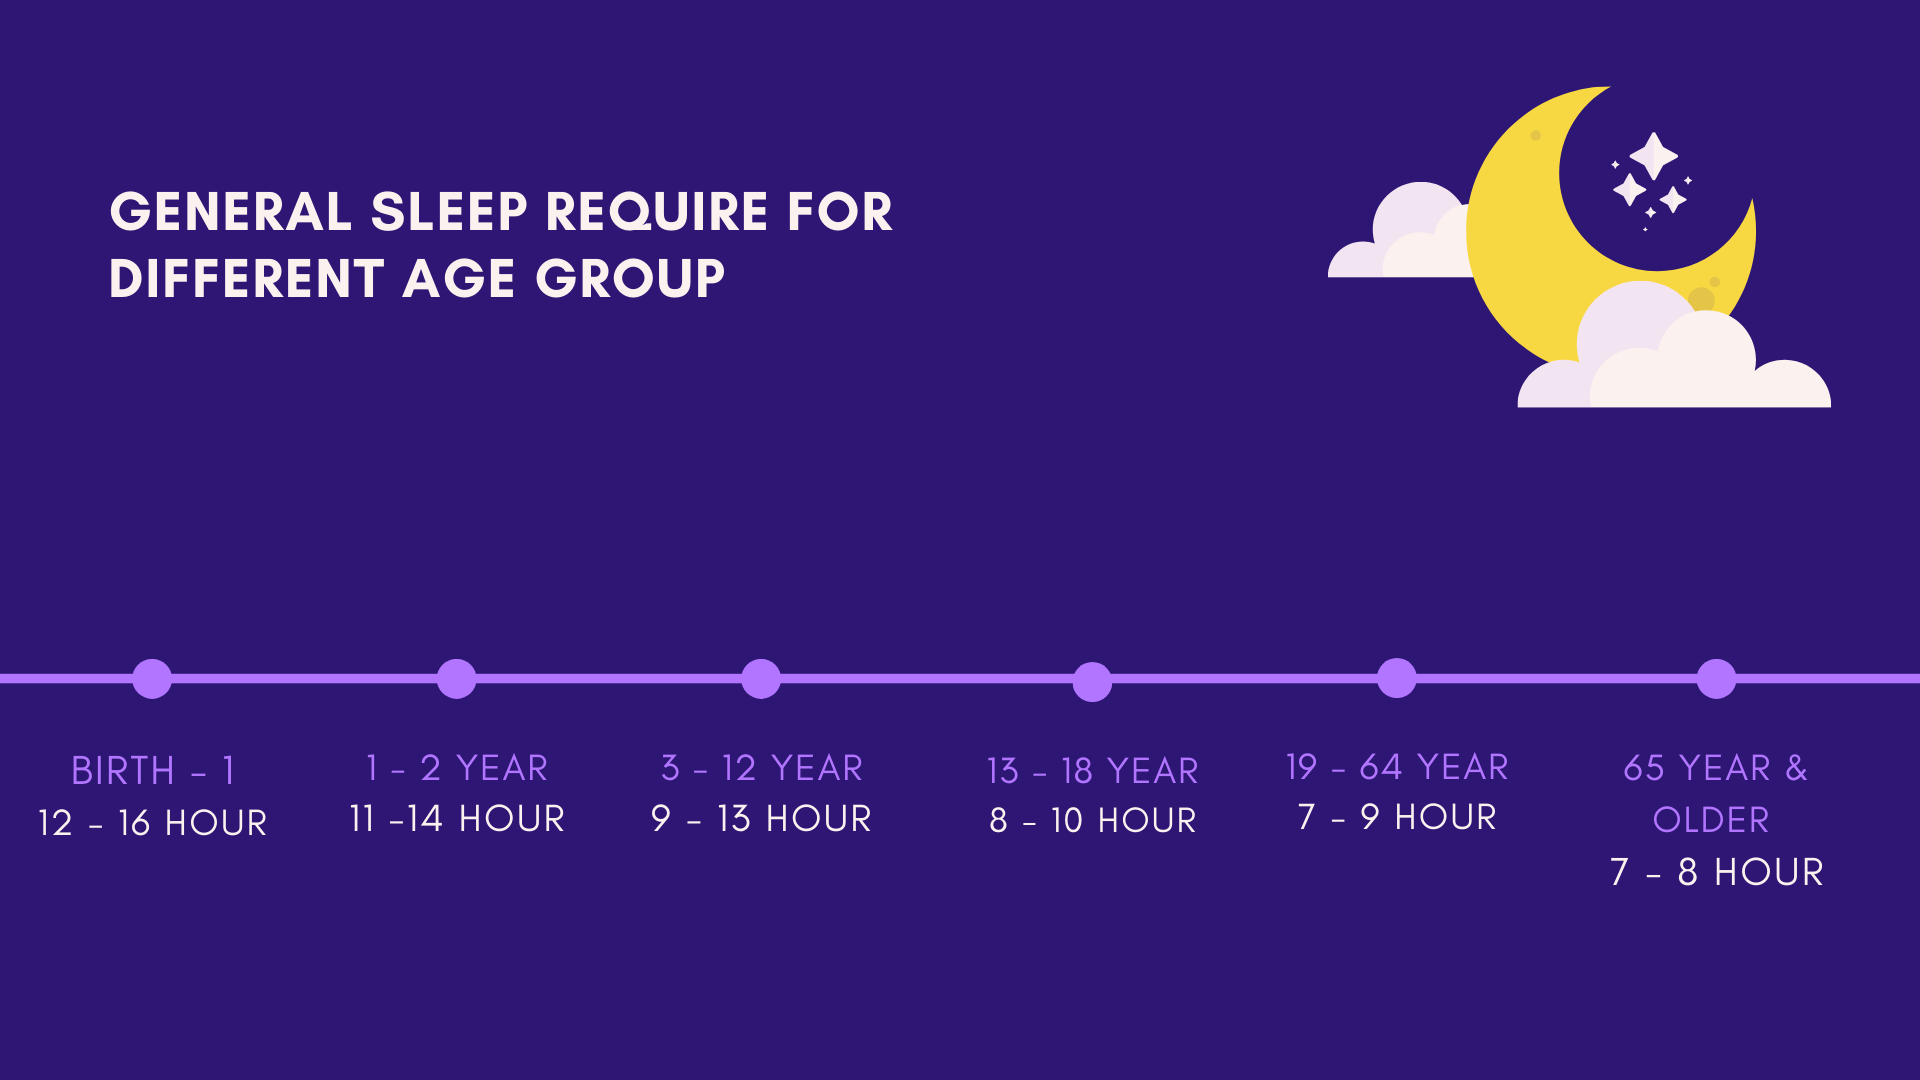 GENERAL SLEEP REQUIRE FOR
DIFFERENT AGE GROUP
BIRTH – 1
12 – 16 HOUR
1 – 2 YEAR
11 –14 HOUR
3 – 12 YEAR
9 – 13 HOUR
13 – 18 YEAR
8 – 10 HOUR
19 – 64 YEAR
7 – 9 HOUR
65 YEAR &
OLDER
7 – 8 HOUR